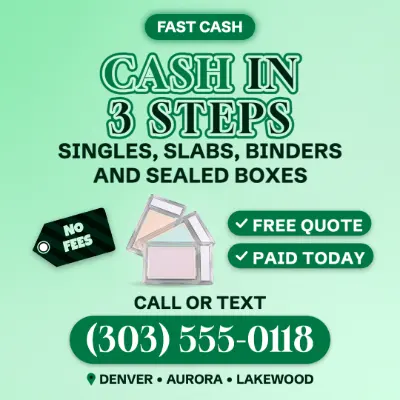 FAST CASH
CASH IN
3 STEPS
SINGLES, SLABS, BINDERS
AND SEALED BOXES
NO
FEES
✓ FREE QUOTE
✓ PAID TODAY
CALL OR TEXT
(303) 555-0118
DENVER • AURORA • LAKEWOOD